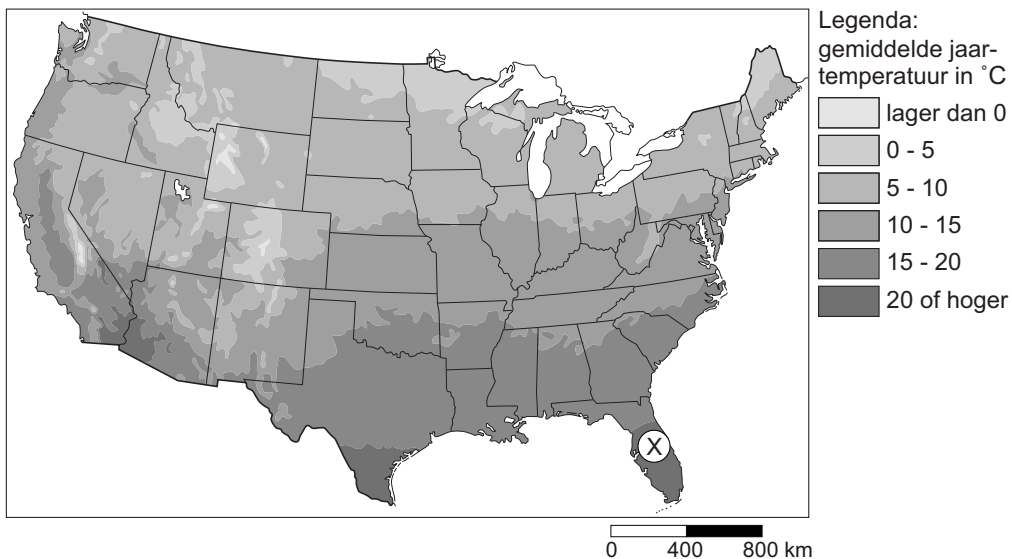 Legenda:
gemiddelde jaar-
temperatuur in ˚C
lager dan 0
0 - 5
5 - 10
10 - 15
15 - 20
20 of hoger
X
0 400 800 km